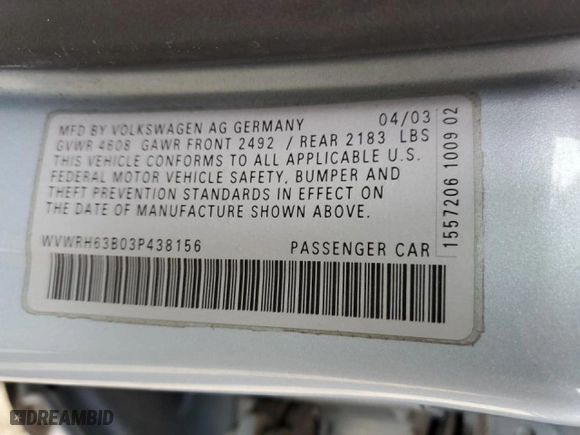 MFD BY VOLKSWAGEN AG GERMANY 04/03
GVWR 4608 GAWR FRONT 2492 / REAR 2183 LBS
THIS VEHICLE CONFORMS TO ALL APPLICABLE U.S.
FEDERAL MOTOR VEHICLE SAFETY, BUMPER AND
THEFT PREVENTION STANDARDS IN EFFECT ON
THE DATE OF MANUFACTURE SHOWN ABOVE.
WVWRH63B03P438156 PASSENGER CAR
1557206 1009 02
DREAMBID